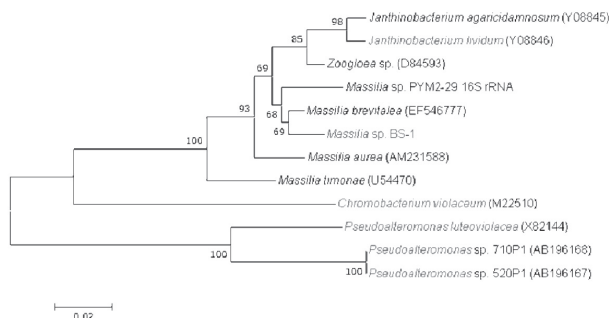 Janthinobacterium agaricidamnosum (Y08845)
98
Janthinobacterium lividum (Y08846)
85
Zoogloea sp. (D84593)
69
Massilia sp. PYM2-29 16S rRNA
68
Massilia brevitalea (EF546777)
93
69
Massilia sp. BS-1
100
Massilia aurea (AM231588)
Massilia timonae (U54470)
Chromobacterium violaceum (M22510)
Pseudoalteromonas luteoviolacea (X82144)
100
Pseudoalteromonas sp. 710P1 (AB196168)
100
Pseudoalteromonas sp. 520P1 (AB196167)
0.02